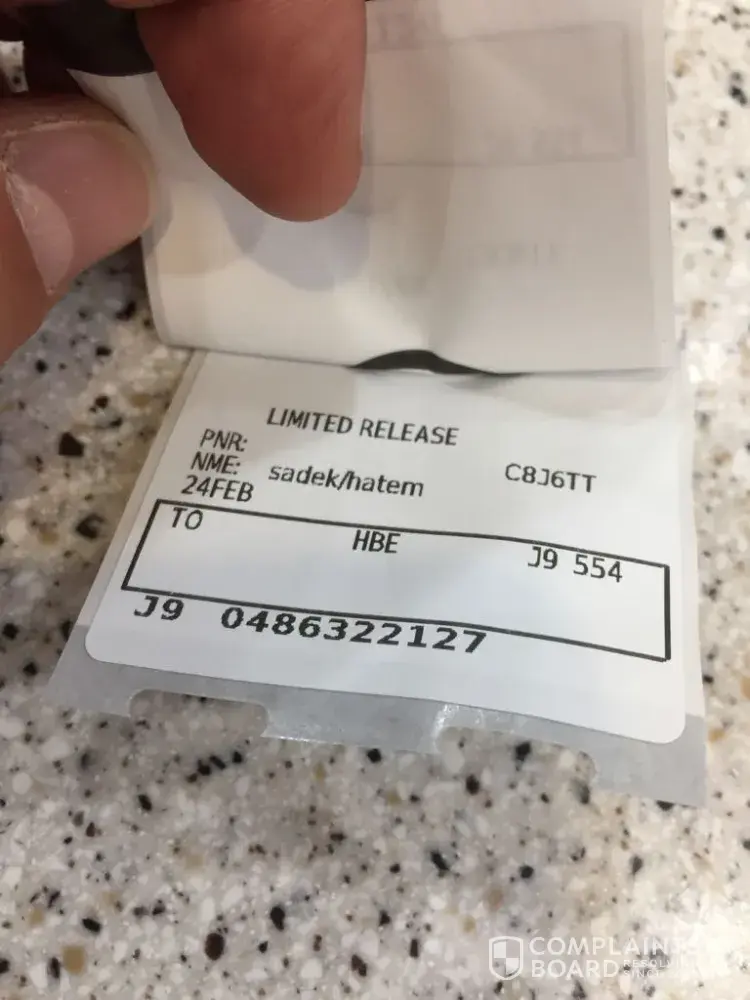 LIMITED RELEASE
PNR: C8J6TT
NME: sadek/hatem
24FEB
TO HBE J9 554
J9 0486322127
COMPLAINTS
BOARD